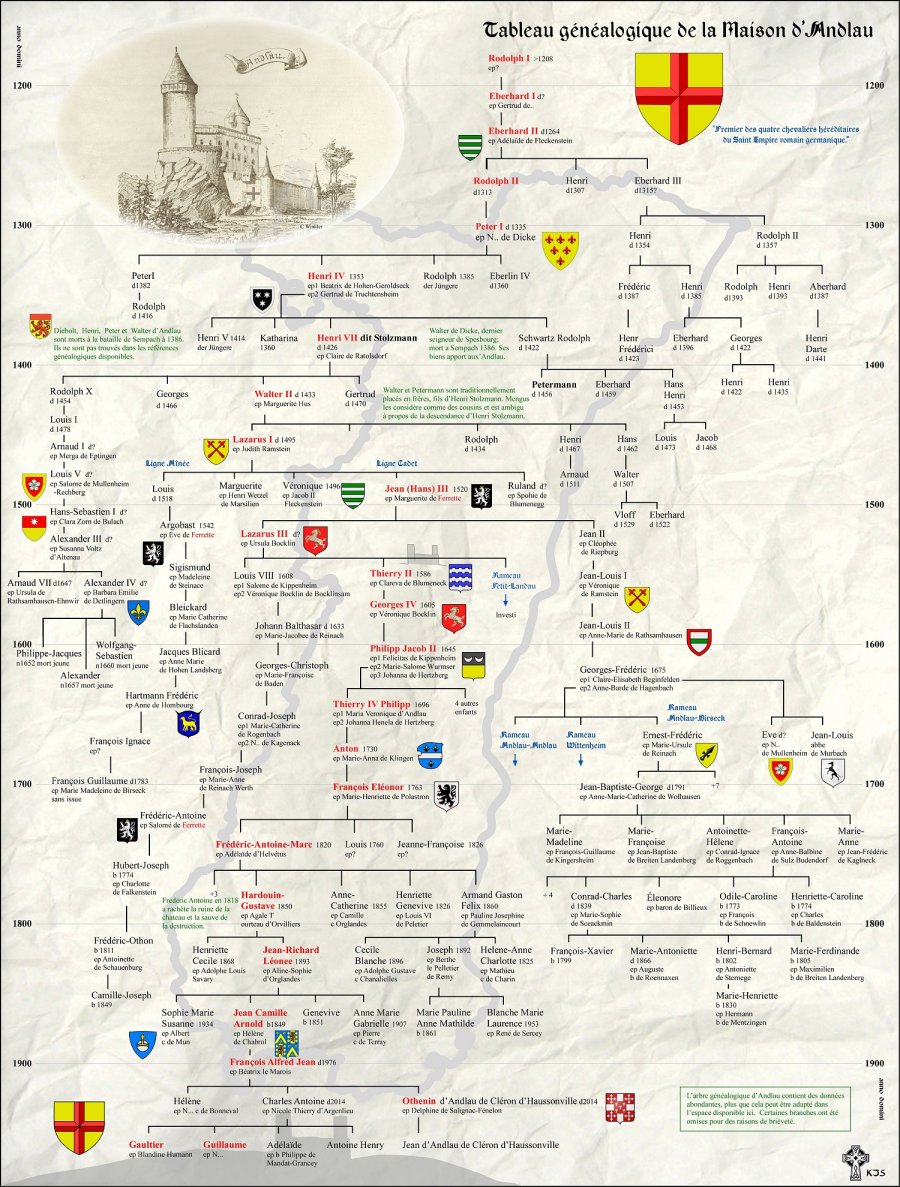 Tableau généalogique de la Maison d'Andlau
anno domini
Andlau.
C Winkler
1200
1200
Rodolph I >1208
ep?
Eberhard I d?
ep Gertrud de..
Eberhard II d1264
ep Adélaïde de Fleckenstein
"Premier des quatre chevaliers héréditaires
du Saint Empire romain germanique."
Rodolph II
d1313
Henri
d1307
Eberhard III
d1315?
1300
1300
Peter I d 1335
ep N.. de Dicke
Henri
d 1354
Rodolph II
d 1357
PeterI
d1382
Rodolph
d 1416
Henri IV 1353
ep1 Beatrix de Hohen-Geroldseck
ep2 Gertrud de Truchtensheim
Rodolph 1385
der Jüngere
Eberlin IV
d1360
Frédéric
d1387
Henri
d 1385
Rodolph
d1393
Henri
d 1393
Aberhard
d1387
Diebolt, Henri, Peter et Walter d'Andlau
sont morts à la bataille de Sempach à 1386.
Ils ne sont pas trouvés dans les références
généalogiques disponibles.
Henri V 1414
der Jüngere
Katharina
1360
Henri VII dit Stolzmann
d 1426
ep Claire de Ratolsdorf
Walter de Dicke, dernier
seigneur de Spesbourg;
mort a Sempach 1386. Ses
biens apport aux'Andlau.
Schwartz Rodolph
d 1422
Henr
Frféderici
d 1423
Eberhard
d 1396
Georges
d 1422
Henri
Darte
d 1441
1400
1400
Rodolph X
d 1454
Georges
d 1466
Walter II d 1433
ep Marguerite Hus
Gertrud
d 1470
Walter et Petermann sont traditionnellement
placés en frères, fils d'Henri Stolzmann. Mengus
les considère comme des cousins et est ambigu
à propos de la descendance d'Henri Stolzmann.
Petermann
d 1456
Eberhard
d 1459
Hans
Henri
d 1453
Henri
d 1422
Henri
d 1435
Louis I
d 1478
Arnaud I d?
ep Merga de Eptingen
Lazarus I d 1495
ep Judith Ramstein
Rodolph
d 1434
Henri
d 1467
Hans
d 1462
Louis
d 1473
Jacob
d 1468
Louis V d?
ep Salome de Mullenheim
-Rechberg
Ligne Aînée
Ligne Cadet
Louis
d 1518
Marguerite
ep Henri Wetzel
de Marsilien
Véronique 1496
ep Jacob II
Fleckenstein
Jean (Hans) III 1520
ep Marguerite de Ferrette
Ruland d?
ep Spohie de
Blumenegg
Arnaud
d 1511
Walter
d 1507
1500
1500
Hans-Sebastien I d?
ep Clara Zorn de Bulach
Alexander III d?
ep Susanna Voltz
d'Altenau
Argobast 1542
ep Eve de Ferrette
Vloff
d 1529
Eberhard
d 1522
Lazarus III d?
ep Ursula Bocklin
Jean II
ep Cléophée
de Riepburg
Sigismund
ep Madeleine
de Steinace
Arnaud VII d1647
ep Ursula de
Rathsamhausen-Ehnwir
Alexander IV d?
ep Barbara Emilie
de Detlingern
Louis VIII 1608
ep1 Salome de Kippenheim
ep2 Véronique Bocklin de Bocklinsam
Thierry II 1586
ep Clareva de Blumeneck
Rameau
Petit-Landau
Investi
Jean-Louis I
ep Véronique
de Ramstein
Bleickard
ep Marie Catherine
de Flachslanden
Georges IV 1605
ep Véronique Bocklin
Johann Balthasar d 1633
ep Marie-Jacobee de Reinach
Jean-Louis II
ep Anne-Marie de Rathsamhausen
1600
1600
Philippe-Jacques
n1652 mort jeune
Wolfgang-
Sebastien
n1660 mort jeune
Alexander
n1657 mort jeune
Jacques Blicard
ep Anne Marie
de Hohen Landsberg
Philipp Jacob II 1645
ep1 Felicitas de Kippenheim
ep2 Marie-Salome Wurmser
ep3 Johanna de Hertzberg
Georges-Christoph
ep Marie-Françoise
de Baden
Georges-Frédéric 1675
ep1 Claire-Elisabeth Beginfelden
ep2 Anne-Barde de Hagenbach
Hartmann Frédéric
ep Anne de Hombourg
Thierry IV Philipp 1696
ep1 Maria Veronique d'Andlau
ep2 Johanna Henela de Hertzberg
4 autres
enfants
Conrad-Joseph
ep1 Marie-Catherine
de Rogenbach
ep2 N.. de Kagenack
Rameau
Andlau-Birseck
Rameau
Andlau-Andlau
Rameau
Wittenheim
Ernest-Frédéric
ep Marie-Ursule
de Reinach
Eve d?
ep N..
de Mullenheim
Jean-Louis
abbe
de Murbach
François Ignace
ep?
Anton 1730
ep Marie-Anna de Klingen
François-Joseph
ep Marie-Anne
de Reinach Werth
1700
1700
François Guillaume d1783
ep Marie Madeleine de Birseck
sans issue
François Eléonor 1763
ep Marie-Henriette de Polastron
Jean-Baptiste-George d1791
ep Anne-Marie-Catherine de Wolhausen
+7
Frédéric-Antoine
ep Salomé de Ferrette
Frédéric-Antoine-Marc 1820
ep Adélaïde d'Helvétus
Louis 1760
ep?
Jeanne-Françoise 1826
ep?
Marie-
Madeline
ep François-Guillaume
de Kingersheim
Marie-
Françoise
ep Jean-Baptiste
de Breiten Landenberg
Antoinette-
Hélene
ep Conrad-Ignace
de Roggenbach
François-
Antoine
ep Anne-Balbine
de Sulz Budendorf
Marie-
Anne
ep Jean-Frédéric
de Kaglneck
Hubert-Joseph
b 1774
ep Charlotte
de Falkenstein
+3
Frédéric Antoine en 1818
a rachète la ruine de la
chateau et la sauve de
la destruction.
Hardouin-
Gustave 1850
ep Agale T
ourteau d'Orvilliers
Anne-
Catherine 1855
ep Camille
c Orglandes
Henriette
Genevive 1826
ep Louis VI
de Peletier
Armand Gaston
Felix 1860
ep Pauline Josephine
de Gemmelaincourt
+ 4
Conrad-Charles
d 1839
ep Marie-Sophie
de Sceackmin
Éleonore
ep baron de Billieux
Odile-Caroline
b 1773
ep François
b de Schnewlin
Henriette-Caroline
b 1774
ep Charles
b de Baldenstein
1800
1800
Frédéric-Othon
b 1811
ep Antoinette
de Schauenburg
Henriette
Cecile 1868
ep Adolphe Louis
Savary
Jean-Richard
Léonee 1893
ep Aline-Sophie
d'Orglandes
Cecile
Blanche 1896
ep Adolphe Gustave
c Chanalielles
Joseph 1892
ep Berthe
le Pelletier
de Remy
Helene-Anne
Charlotte 1825
ep Mathieu
c de Charin
François-Xavier
b 1799
Marie-Antoinette
d 1866
ep Auguste
b de Roennaxen
Henri-Bernard
b 1802
ep Antoniette
de Stemege
Marie-Ferdinande
b 1805
ep Maximilien
b de Breiten Landenberg
Camille-Joseph
b 1849
Marie-Henriette
b 1830
ep Hermann
b de Mentzingen
Sophie Marie
Susanne 1934
ep Albert
c de Mun
Jean Camille
Arnold b1849
ep Hélène
de Chabrol
Genevive
b 1851
Anne Marie
Gabrielle 1907
ep Pierre
c de Terray
Marie Pauline
Anne Mathilde
b 1861
Blanche Marie
Laurence 1953
ep René de Sercey
1900
1900
François Alfred Jean d1976
ep Béatrix le Marois
anno domini
Hélène
ep N... c de Bonneval
Charles Antoine d2014
ep Nicole Thierry d'Argenlieu
Othenin d'Andlau de Cléron d'Haussonville d2014
ep Delphine de Salignac-Fénelon
L'arbre généalogique d'Andlau contient des données
abondantes, plus que cela peut être adapté dans
l'espace disponible ici. Certaines branches ont été
omises pour des raisons de brièveté.
Gaultier
ep Blandine Humann
Guillaume
ep N...
Adélaïde
ep b Philippe de
Mandat-Grancey
Antoine Henry
Jean d'Andlau de Cléron d'Haussonville
KJS